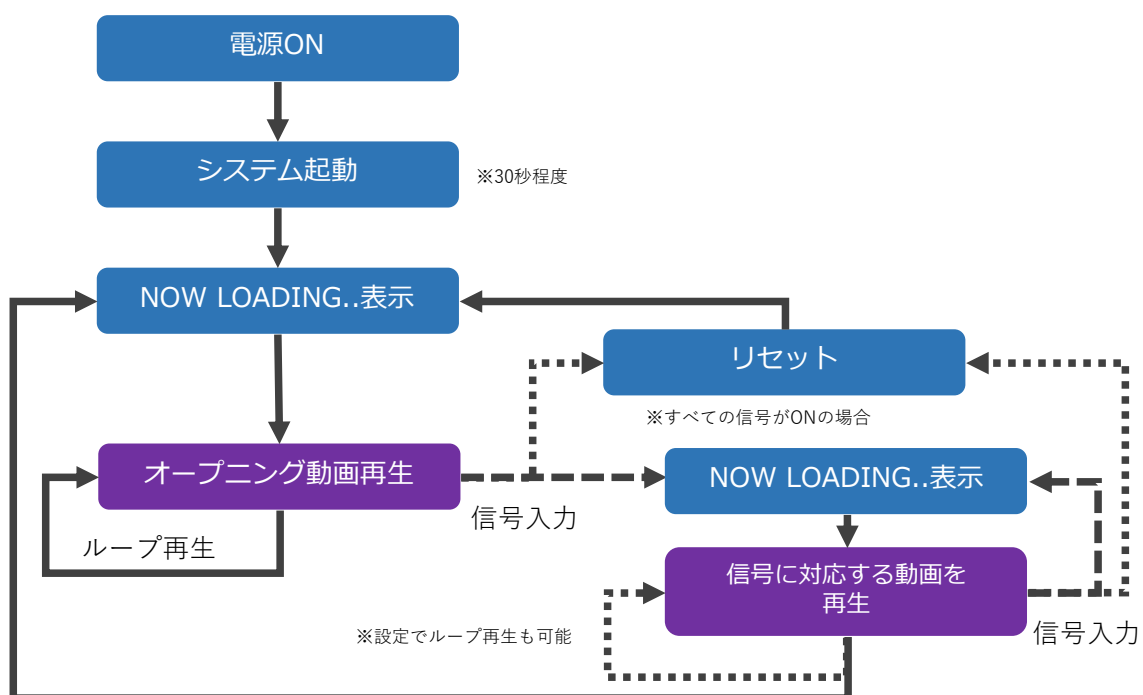 電源ON
システム起動
※30秒程度
NOW LOADING..表示
リセット
※すべての信号がONの場合
オープニング動画再生
NOW LOADING..表示
信号入力
ループ再生
信号に対応する動画を
再生
※設定でループ再生も可能
信号入力